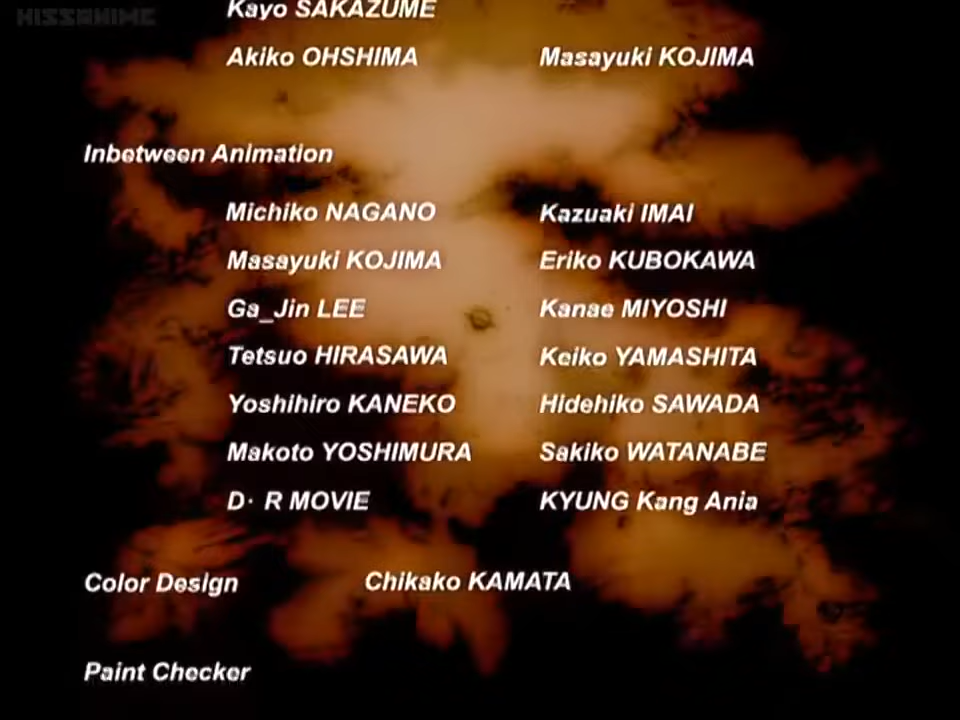 KISSANIME
Kayo SAKAZUME
Akiko OHSHIMA Masayuki KOJIMA
Inbetween Animation
Michiko NAGANO Kazuaki IMAI
Masayuki KOJIMA Eriko KUBOKAWA
Ga_Jin LEE Kanae MIYOSHI
Tetsuo HIRASAWA Keiko YAMASHITA
Yoshihiro KANEKO Hidehiko SAWADA
Makoto YOSHIMURA Sakiko WATANABE
D· R MOVIE KYUNG Kang Ania
Color Design Chikako KAMATA
Paint Checker